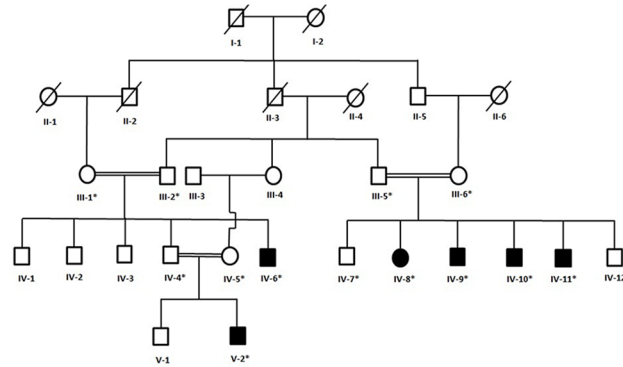 I-1 I-2
II-1 II-2 II-3 II-4 II-5 II-6
III-1* III-2* III-3 III-4 III-5* III-6*
IV-1 IV-2 IV-3 IV-4* IV-5* IV-6* IV-7* IV-8* IV-9* IV-10* IV-11* IV-12
V-1 V-2*